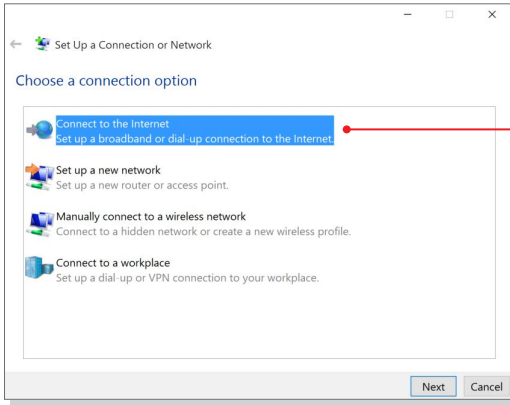 Set Up a Connection or Network
Choose a connection option
Connect to the Internet
Set up a broadband or dial-up connection to the Internet.
Set up a new network
Set up a new router or access point.
Manually connect to a wireless network
Connect to a hidden network or create a new wireless profile.
Connect to a workplace
Set up a dial-up or VPN connection to your workplace.
Next Cancel